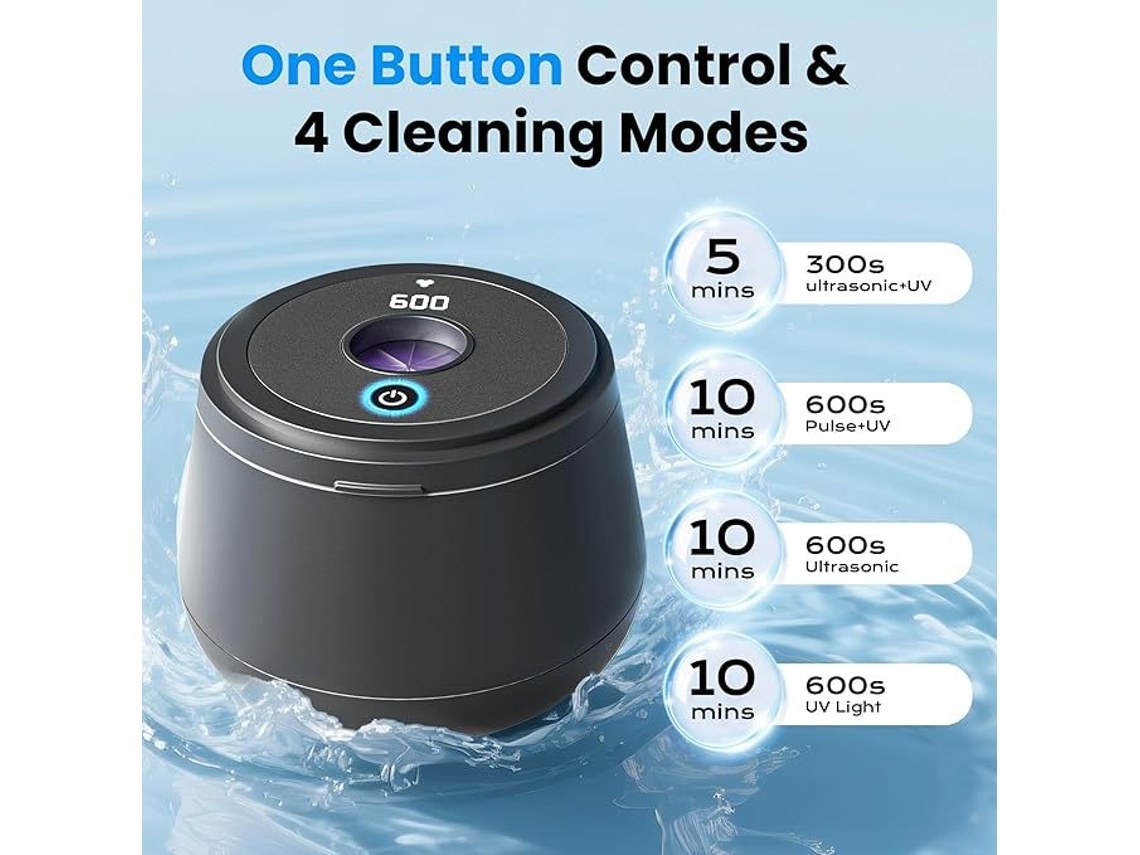 One Button Control &
4 Cleaning Modes
600
5
mins
300s
ultrasonic+UV
10
mins
600s
Pulse+UV
10
mins
600s
Ultrasonic
10
mins
600s
UV Light